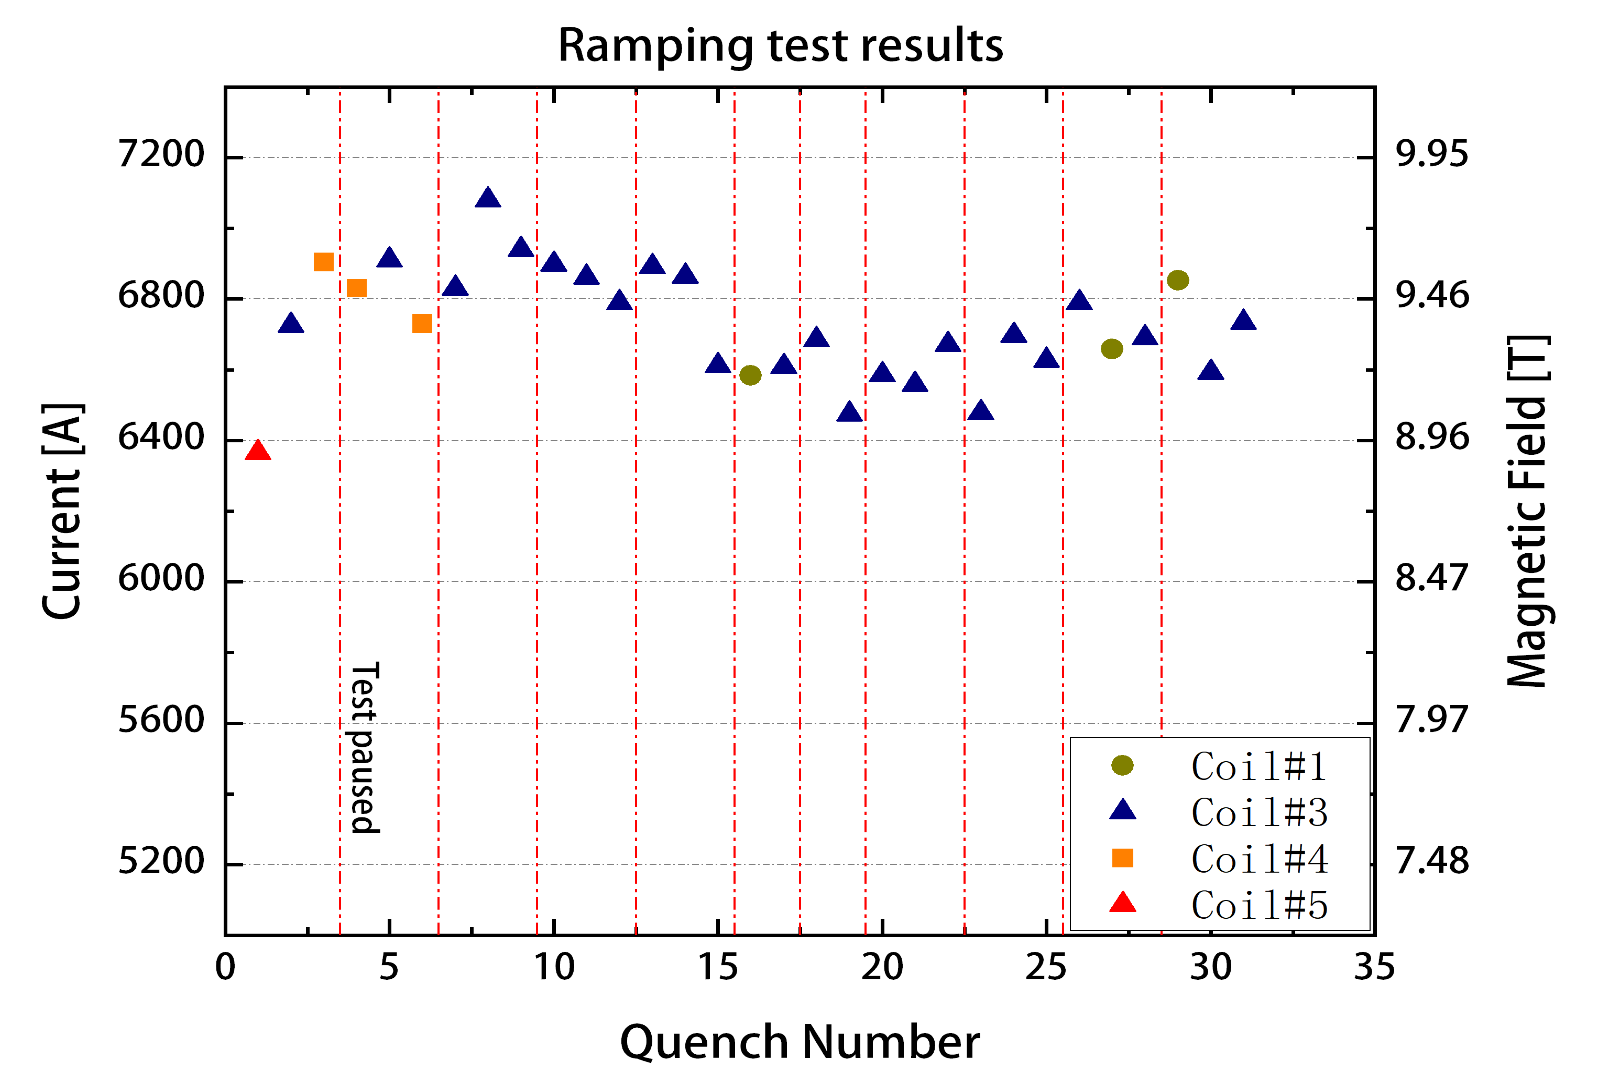 Ramping test results
7200
6800
6400
6000
5600
5200
Current [A]
9.95
9.46
8.96
8.47
7.97
7.48
Magnetic Field [T]
Test paused
Coil#1
Coil#3
Coil#4
Coil#5
0 5 10 15 20 25 30 35
Quench Number